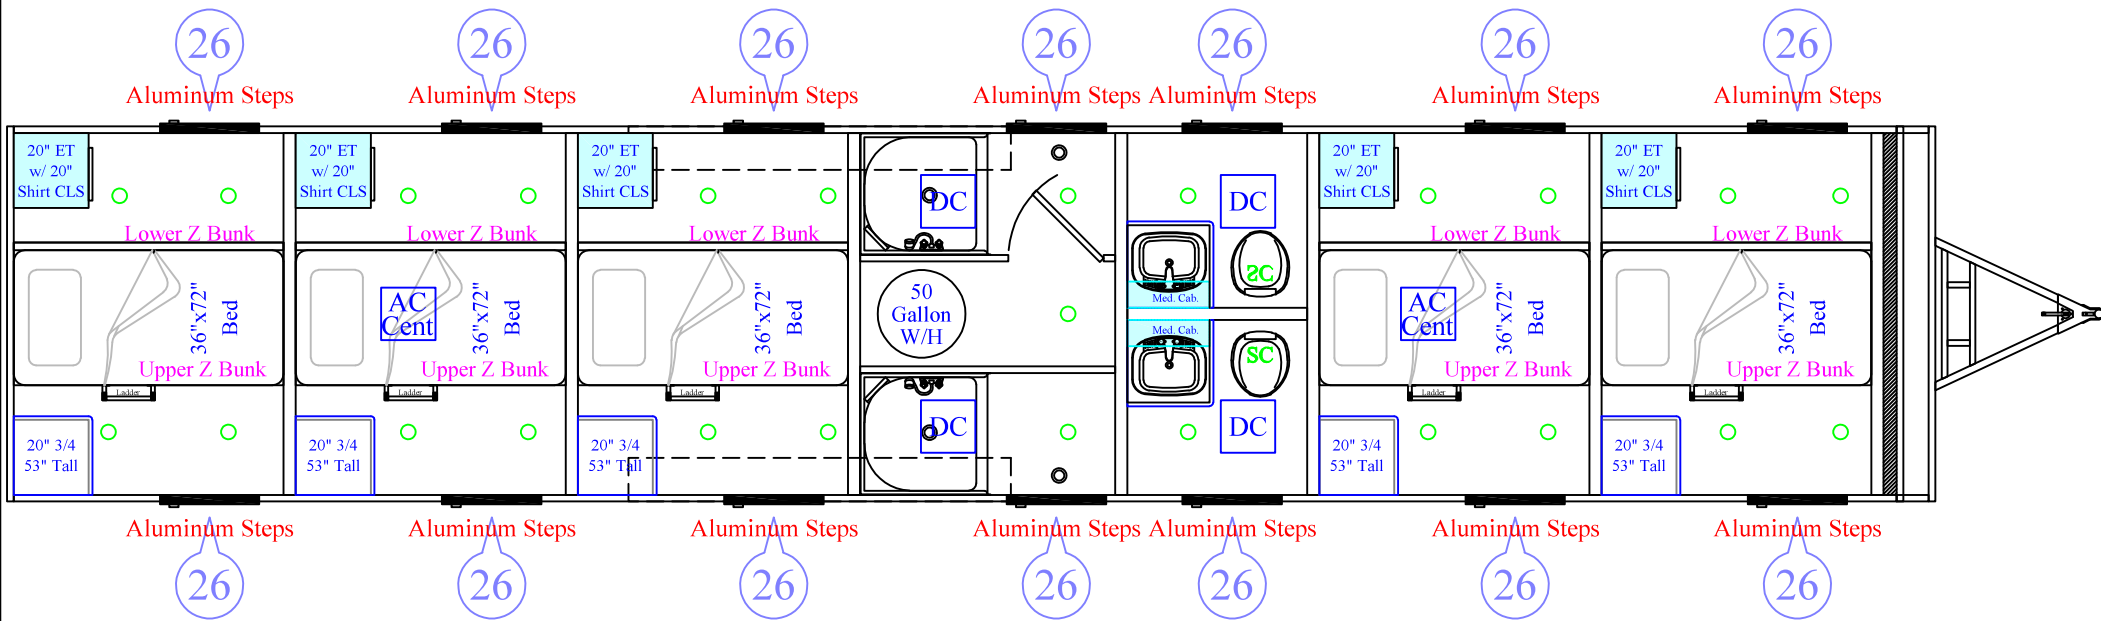 26 26 26 26 26 26 26
Aluminum Steps Aluminum Steps Aluminum Steps Aluminum Steps Aluminum Steps Aluminum Steps Aluminum Steps
20" ET
w/ 20"
Shirt CLS
20" ET
w/ 20"
Shirt CLS
20" ET
w/ 20"
Shirt CLS
DC
DC
20" ET
w/ 20"
Shirt CLS
20" ET
w/ 20"
Shirt CLS
Lower Z Bunk
Lower Z Bunk
Lower Z Bunk
Lower Z Bunk
Lower Z Bunk
36"x72"
Bed
Upper Z Bunk
Ladder
AC
Cent
36"x72"
Bed
Upper Z Bunk
Ladder
36"x72"
Bed
Upper Z Bunk
Ladder
50
Gallon
W/H
SC
Med. Cab.
Med. Cab.
SC
AC
Cent
36"x72"
Bed
Upper Z Bunk
Ladder
36"x72"
Bed
Upper Z Bunk
Ladder
20" 3/4
53" Tall
20" 3/4
53" Tall
20" 3/4
53" Tall
DC
DC
20" 3/4
53" Tall
20" 3/4
53" Tall
Aluminum Steps Aluminum Steps Aluminum Steps Aluminum Steps Aluminum Steps Aluminum Steps Aluminum Steps
26 26 26 26 26 26 26